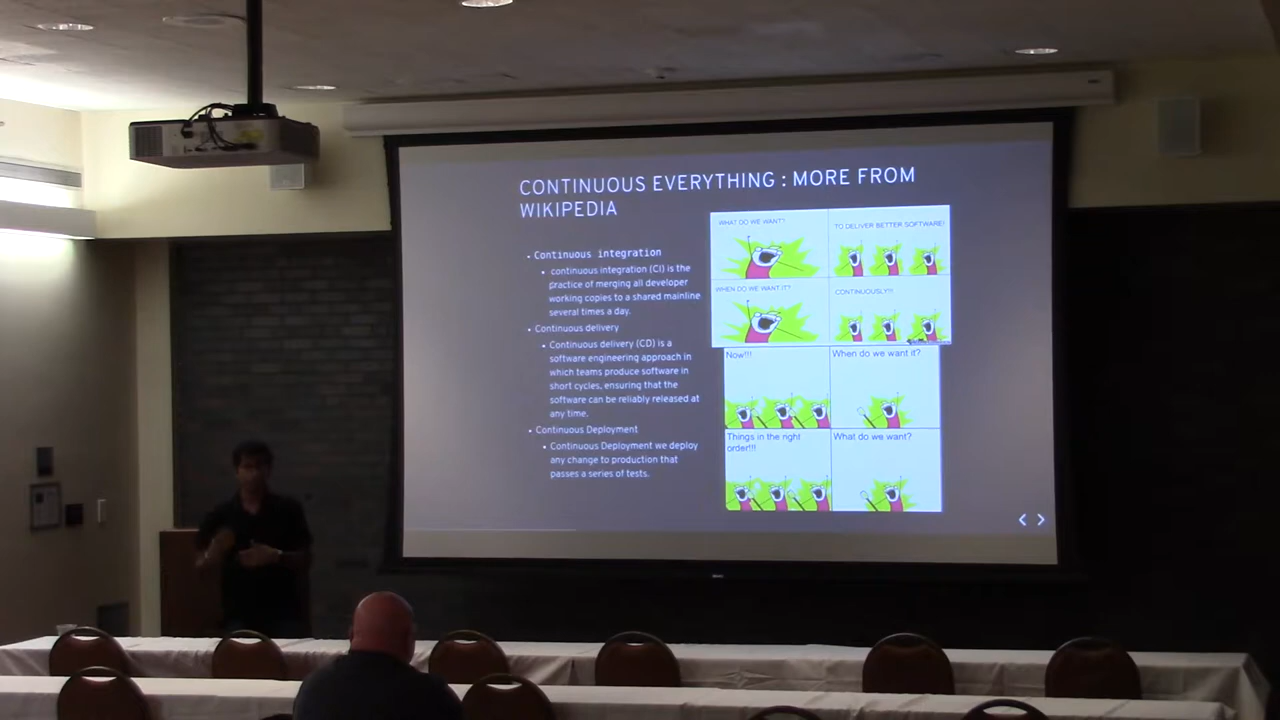 CONTINUOUS EVERYTHING : MORE FROM
WIKIPEDIA
• Continuous integration
• continuous integration (CI) is the
practice of merging all developer
working copies to a shared mainline
several times a day.
• Continuous delivery
• Continuous delivery (CD) is a
software engineering approach in
which teams produce software in
short cycles, ensuring that the
software can be reliably released at
any time.
• Continuous Deployment
• Continuous Deployment we deploy
any change to production that
passes a series of tests.
WHAT DO WE WANT?
TO DELIVER BETTER SOFTWARE!
WHEN DO WE WANT IT?
CONTINUOUSLY!!!
Now!!!
When do we want it?
Things in the right
order!!!
What do we want?